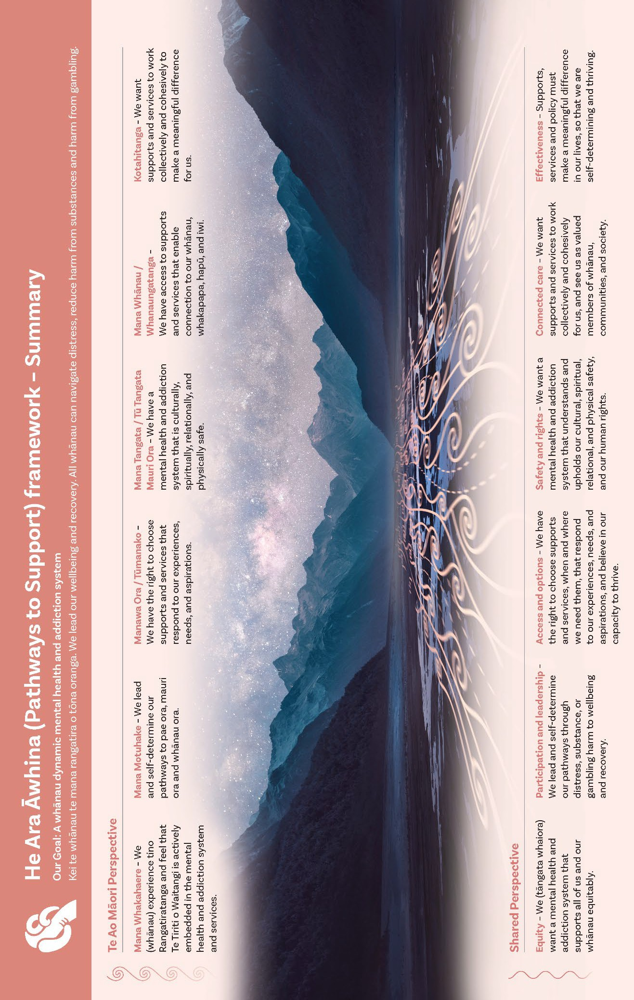 He Ara Āwhina (Pathways to Support) framework – Summary
Our Goal: A whānau dynamic mental health and addiction system
Kei te whānau te mana rangatira o tōna oranga. We lead our wellbeing and recovery. All whānau can navigate distress, reduce harm from substances and harm from gambling.
Te Ao Māori Perspective
Mana Whakahaere – We
(whānau) experience tino
Rangatiratanga and feel that
Te Tiriti o Waitangi is actively
embedded in the mental
health and addiction system
and services.
Mana Motuhake – We lead
and self-determine our
pathways to pae ora, mauri
ora and whānau ora.
Manawa Ora / Tūmanako –
We have the right to choose
supports and services that
respond to our experiences,
needs, and aspirations.
Mana Tangata / Tū Tangata
Mauri Ora – We have a
mental health and addiction
system that is culturally,
spiritually, relationally, and
physically safe.
Mana Whānau /
Whanaungatanga –
We have access to supports
and services that enable
connection to our whānau,
whakapapa, hapū, and iwi.
Kotahitanga – We want
supports and services to work
collectively and cohesively to
make a meaningful difference
for us.
Shared Perspective
Equity – We (tāngata whaiora)
want a mental health and
addiction system that
supports all of us and our
whānau equitably.
Participation and leadership –
We lead and self-determine
our pathways through
distress, substance, or
gambling harm to wellbeing
and recovery.
Access and options – We have
the right to choose supports
and services, when and where
we need them, that respond
to our experiences, needs, and
aspirations, and believe in our
capacity to thrive.
Safety and rights – We want a
mental health and addiction
system that understands and
upholds our cultural, spiritual,
relational, and physical safety,
and our human rights.
Connected care – We want
supports and services to work
collectively and cohesively
for us, and see us as valued
members of whānau,
communities, and society.
Effectiveness – Supports,
services and policy must
make a meaningful difference
in our lives, so that we are
self-determining and thriving.